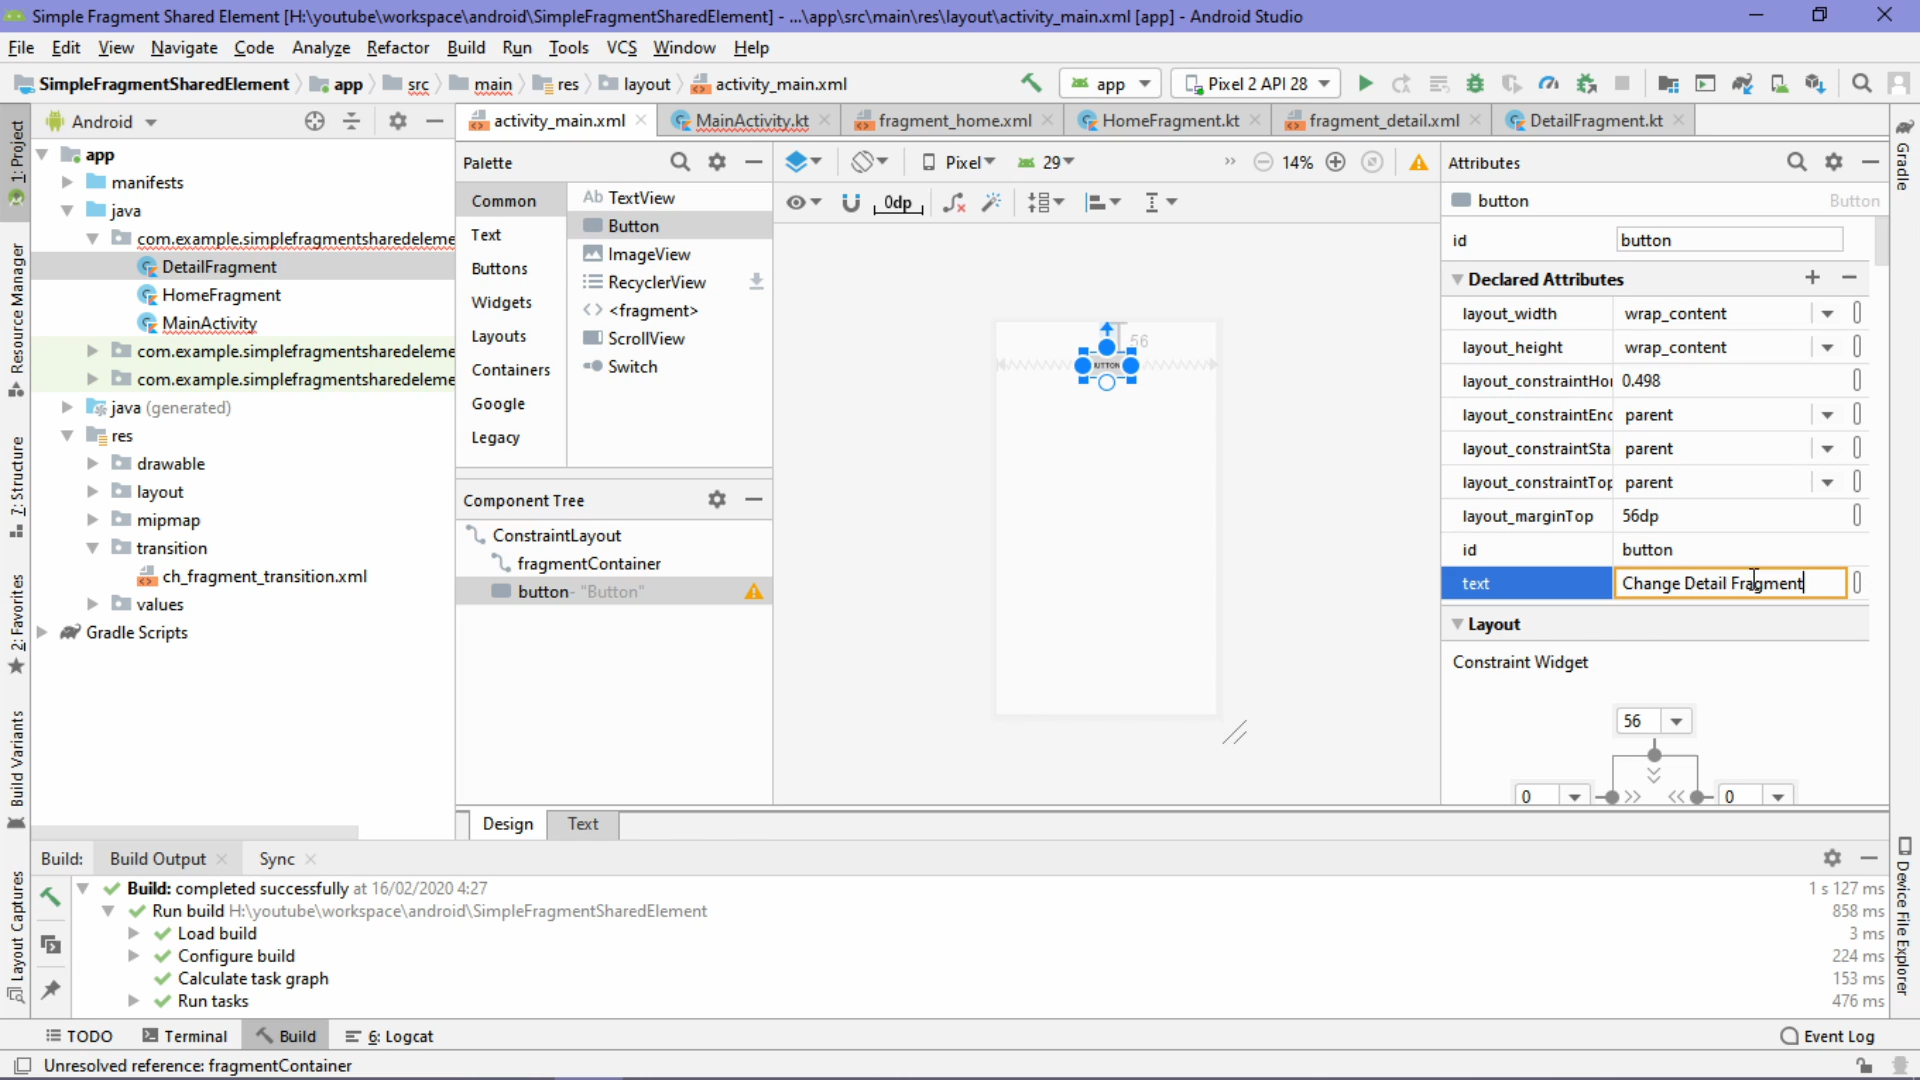 Simple Fragment Shared Element [H:\youtube\workspace\android\SimpleFragmentSharedElement] - ...\app\src\main\res\layout\activity_main.xml [app] - Android Studio
File Edit View Navigate Code Analyze Refactor Build Run Tools VCS Window Help
SimpleFragmentSharedElement app src main res layout activity_main.xml app Pixel 2 API 28
1: Project
Resource Manager
7: Structure
2: Favorites
Build Variants
Layout Captures
Android
app
manifests
java
com.example.simplefragmentsharedeleme
DetailFragment
HomeFragment
MainActivity
com.example.simplefragmentsharedeleme
com.example.simplefragmentsharedeleme
java (generated)
res
drawable
layout
mipmap
transition
ch_fragment_transition.xml
values
Gradle Scripts
activity_main.xml MainActivity.kt fragment_home.xml HomeFragment.kt fragment_detail.xml DetailFragment.kt
Palette
Common
Text
Buttons
Widgets
Layouts
Containers
Google
Legacy
Ab TextView
Button
ImageView
RecyclerView
<fragment>
ScrollView
Switch
Component Tree
ConstraintLayout
fragmentContainer
button- "Button"
Pixel 29 14%
0dp
56
BUTTON
Design Text
Attributes
button Button
id button
Declared Attributes
layout_width wrap_content
layout_height wrap_content
layout_constraintHor 0.498
layout_constraintEnd parent
layout_constraintSta parent
layout_constraintTop parent
layout_marginTop 56dp
id button
text Change Detail Fragment
Layout
Constraint Widget
56
0 0
Gradle
Device File Explorer
Build: Build Output Sync
Build: completed successfully at 16/02/2020 4:27 1 s 127 ms
Run build H:\youtube\workspace\android\SimpleFragmentSharedElement 858 ms
Load build 3 ms
Configure build 224 ms
Calculate task graph 153 ms
Run tasks 476 ms
TODO Terminal Build 6: Logcat Event Log
Unresolved reference: fragmentContainer